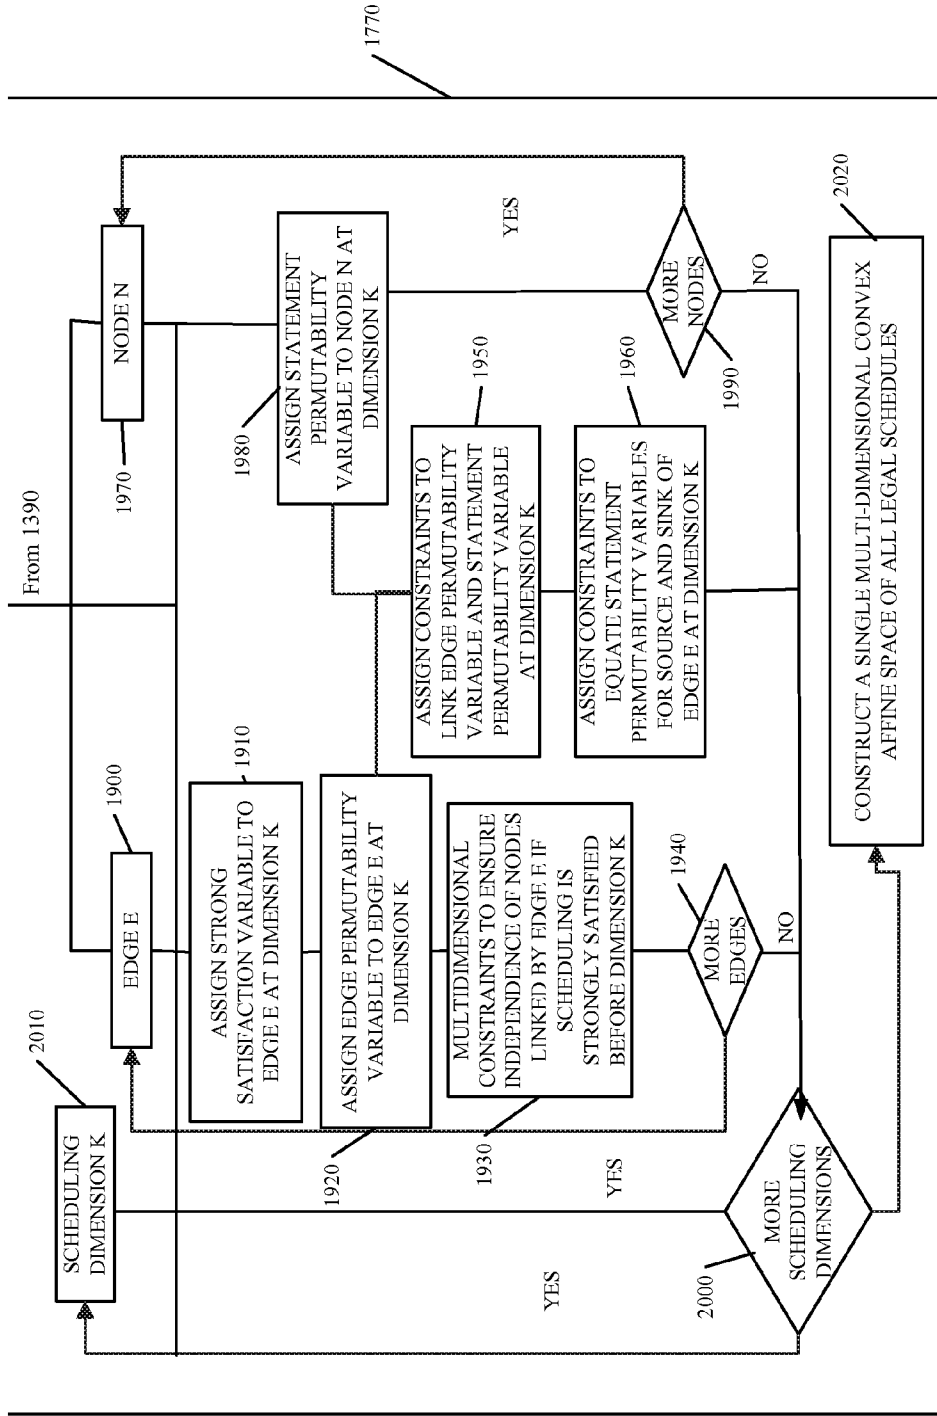 1770
From 1390
2010
SCHEDULING
DIMENSION K
1900
EDGE E
1970
NODE N
1910
ASSIGN STRONG
SATISFACTION VARIABLE TO
EDGE E AT DIMENSION K
1980
ASSIGN STATEMENT
PERMUTABILITY
VARIABLE TO NODE N AT
DIMENSION K
1920
ASSIGN EDGE PERMUTABILITY
VARIABLE TO EDGE E AT
DIMENSION K
1950
ASSIGN CONSTRAINTS TO
LINK EDGE PERMUTABILITY
VARIABLE AND STATEMENT
PERMUTABILITY VARIABLE
AT DIMENSION K
1930
MULTIDIMENSIONAL
CONSTRAINTS TO ENSURE
INDEPENDENCE OF NODES
LINKED BY EDGE E IF
SCHEDULING IS
STRONGLY SATISFIED
BEFORE DIMENSION K
1960
ASSIGN CONSTRAINTS TO
EQUATE STATEMENT
PERMUTABILITY VARIABLES
FOR SOURCE AND SINK OF
EDGE E AT DIMENSION K
YES
YES
YES
1940
MORE
EDGES
NO
1990
MORE
NODES
NO
2000
MORE
SCHEDULING
DIMENSIONS
2020
CONSTRUCT A SINGLE MULTI-DIMENSIONAL CONVEX
AFFINE SPACE OF ALL LEGAL SCHEDULES